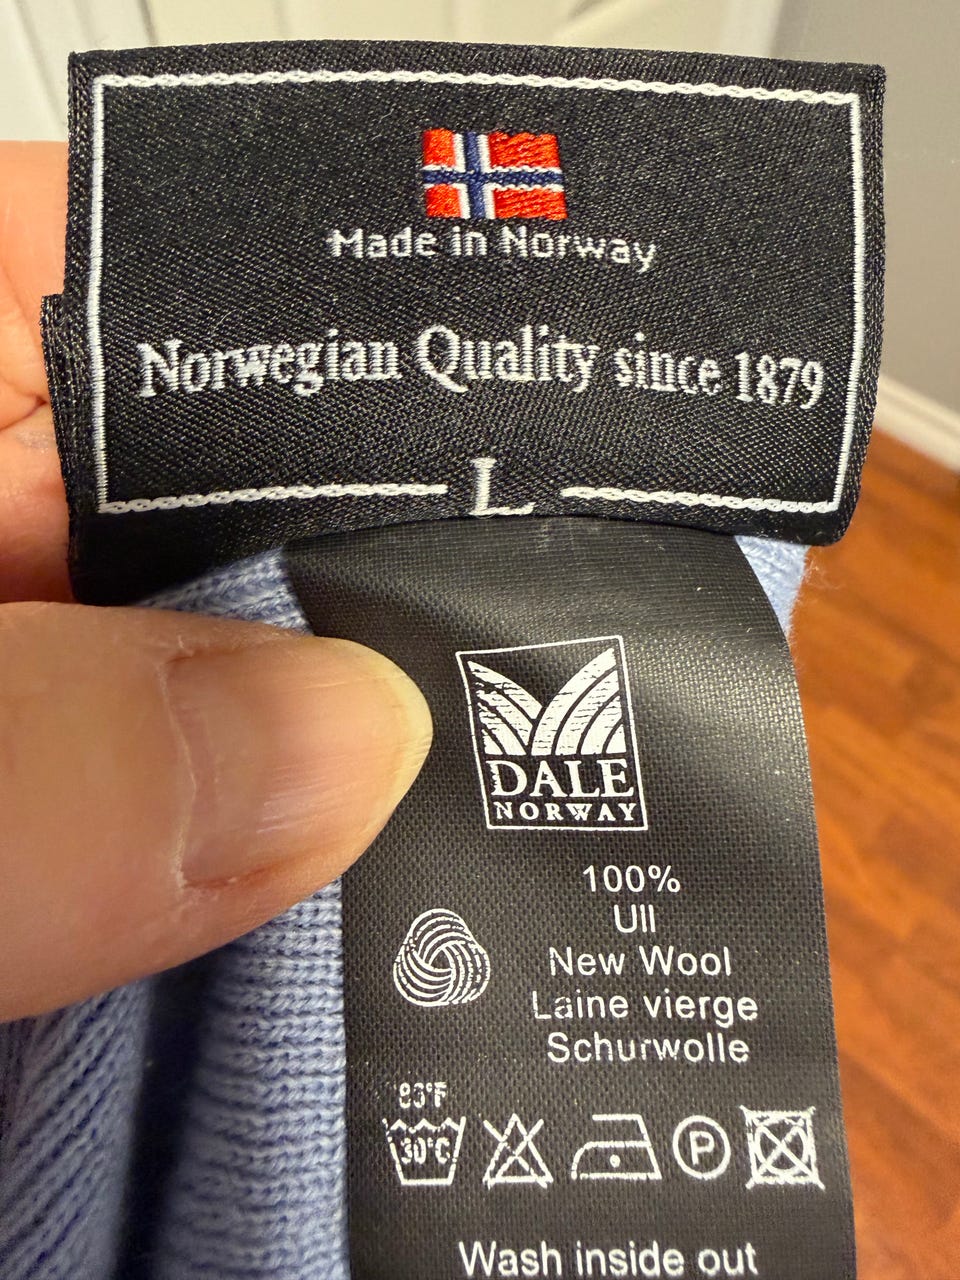 Made in Norway
Norwegian Quality since 1879
L
DALE
NORWAY
100%
Ull
New Wool
Laine vierge
Schurwolle
86°F
30°C
P
Wash inside out